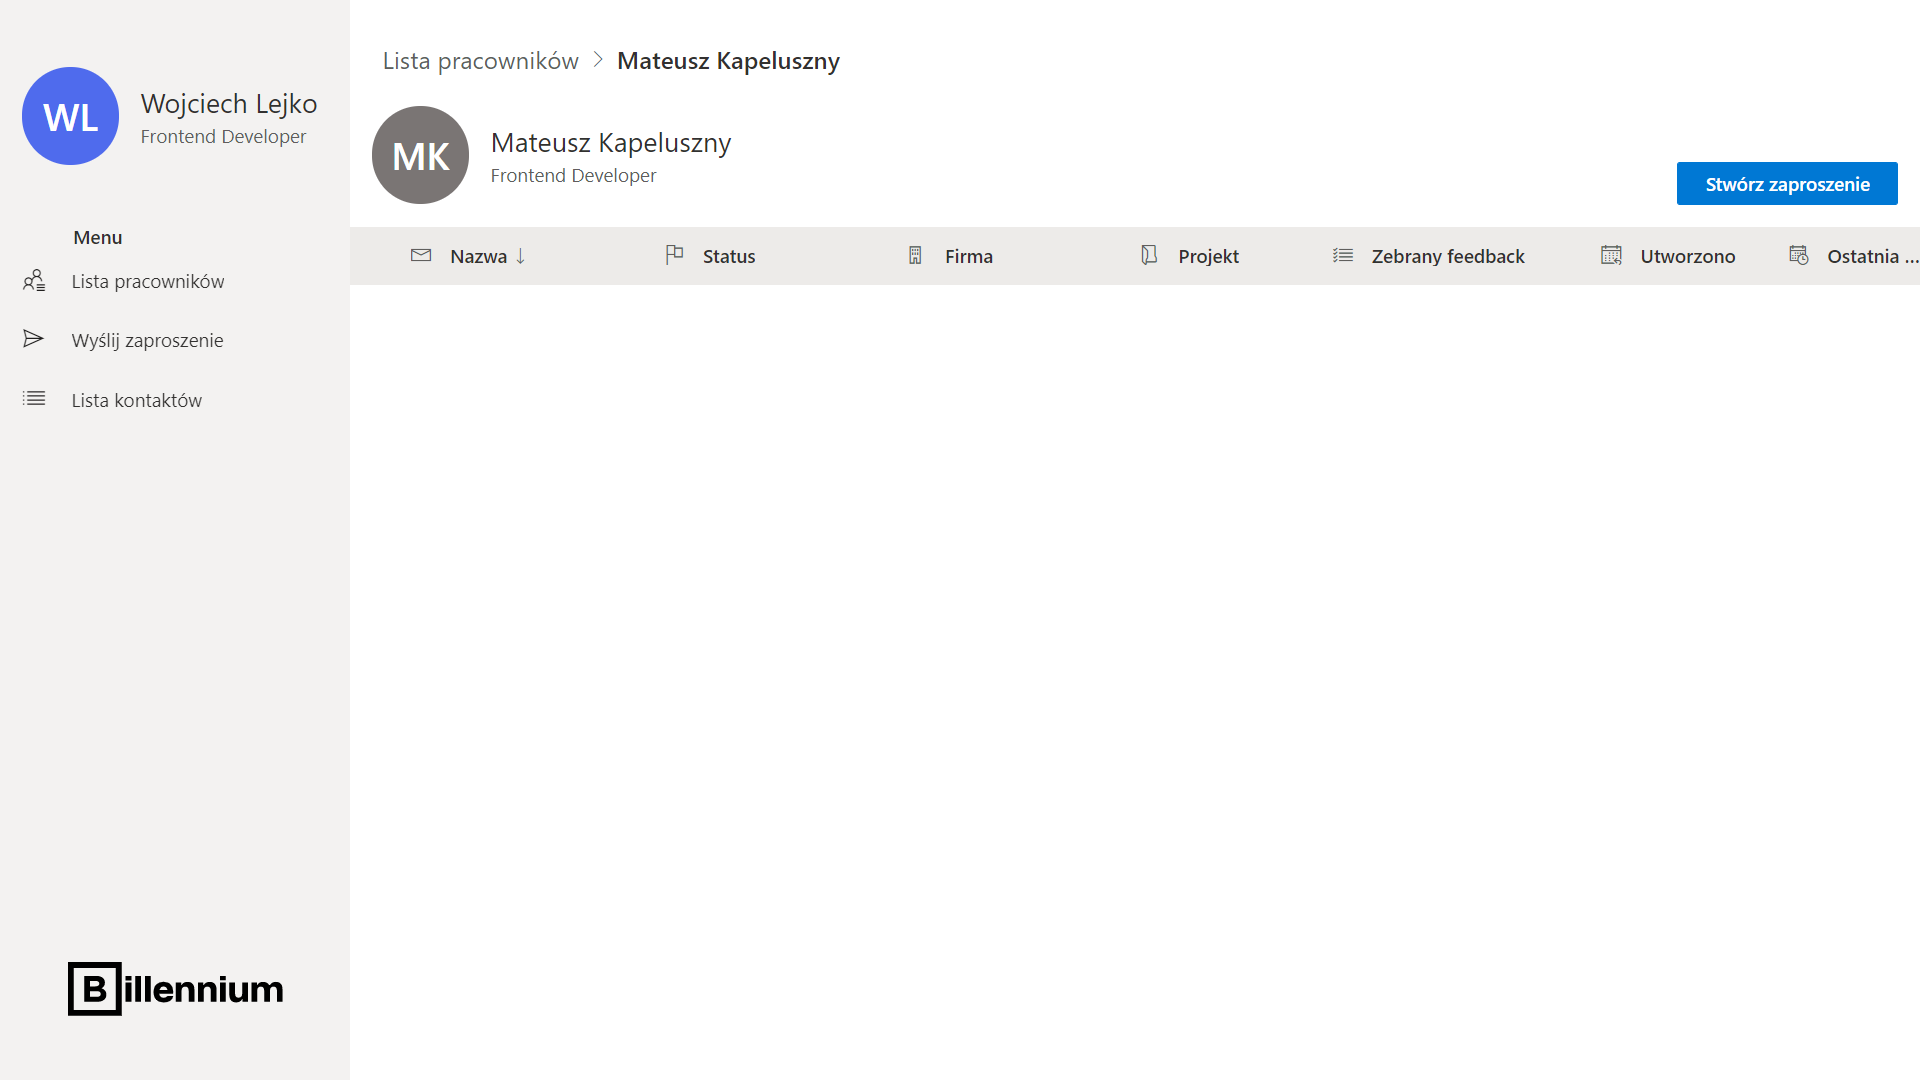 WL
Wojciech Lejko
Frontend Developer
Menu
Lista pracowników
Wyślij zaproszenie
Lista kontaktów
Billennium
Lista pracowników > Mateusz Kapeluszny
MK
Mateusz Kapeluszny
Frontend Developer
Stwórz zaproszenie
Nazwa ↓ Status Firma Projekt Zebrany feedback Utworzono Ostatnia ...